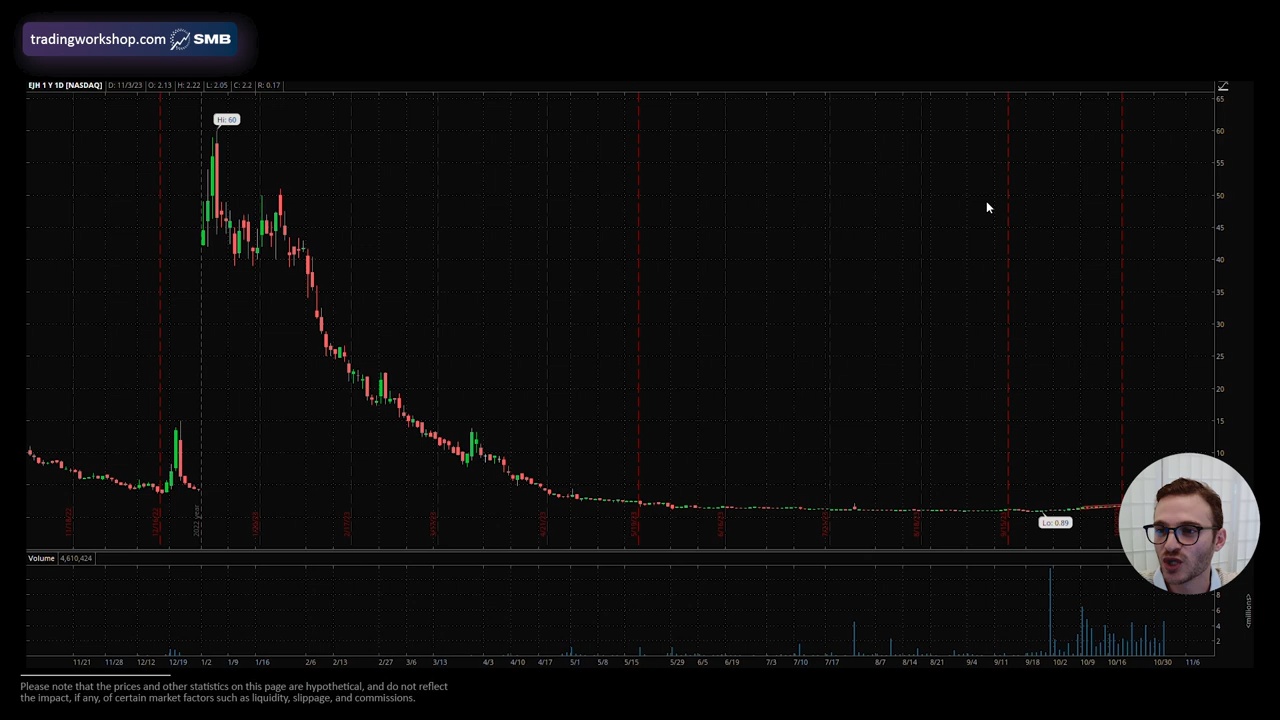 tradingworkshop.com SMB
EJH 1 Y 1D [NASDAQ] D: 11/3/23 O: 2.13 H: 2.22 L: 2.05 C: 2.2 R: 0.17
Hi: 60
65
60
55
50
45
40
35
30
25
20
15
10
2022 year
Lo: 0.89
Volume 4,610,424
8
6
4
2
<millions>
11/21 11/28 12/12 12/19 1/2 1/9 1/16 2/6 2/13 2/27 3/6 3/13 4/3 4/10 4/17 5/1 5/8 5/15 5/29 6/5 6/19 7/3 7/10 7/17 8/7 8/14 8/21 9/4 9/11 9/18 10/2 10/9 10/16 10/30 11/6
Please note that the prices and other statistics on this page are hypothetical, and do not reflect
the impact, if any, of certain market factors such as liquidity, slippage, and commissions.